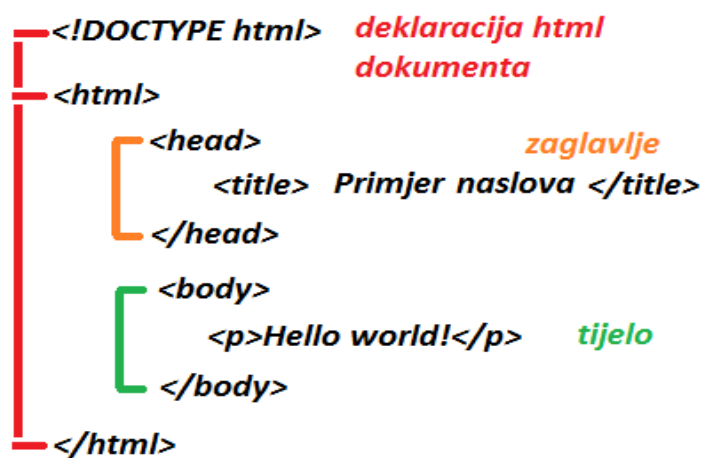 <!DOCTYPE html> deklaracija html
dokumenta
<html>
<head> zaglavlje
<title> Primjer naslova </title>
</head>
<body>
<p>Hello world!</p> tijelo
</body>
</html>